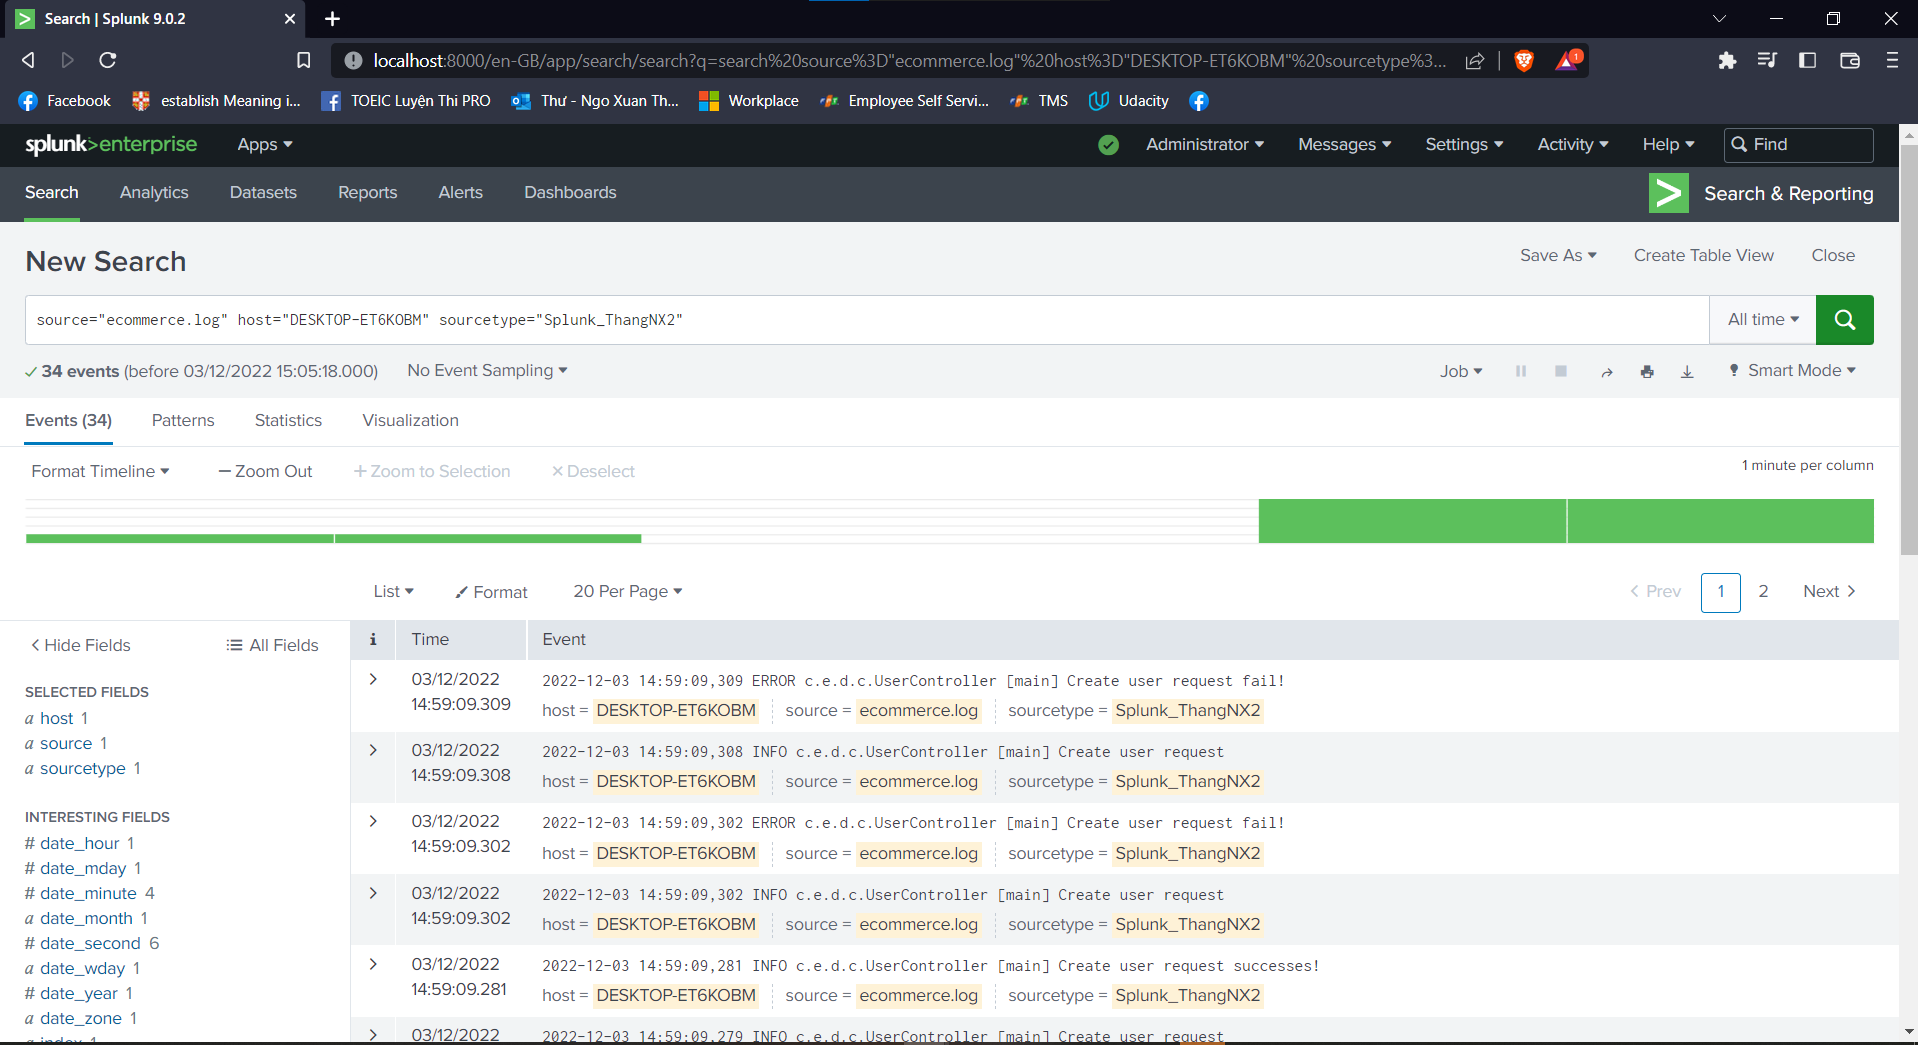 Search | Splunk 9.0.2
localhost:8000/en-GB/app/search/search?q=search%20source%3D"ecommerce.log"%20host%3D"DESKTOP-ET6KOBM"%20sourcetype%3...
1
Facebook establish Meaning i... TOEIC Luyện Thi PRO Thư - Ngo Xuan Th... Workplace Employee Self Servi... TMS Udacity
splunk>enterprise Apps Administrator Messages Settings Activity Help Find
Search Analytics Datasets Reports Alerts Dashboards Search & Reporting
New Search Save As Create Table View Close
source="ecommerce.log" host="DESKTOP-ET6KOBM" sourcetype="Splunk_ThangNX2" All time
34 events (before 03/12/2022 15:05:18.000) No Event Sampling Job Smart Mode
Events (34) Patterns Statistics Visualization
Format Timeline Zoom Out Zoom to Selection Deselect 1 minute per column
List Format 20 Per Page Prev 1 2 Next
Hide Fields All Fields
SELECTED FIELDS
a host 1
a source 1
a sourcetype 1
INTERESTING FIELDS
# date_hour 1
# date_mday 1
# date_minute 4
a date_month 1
# date_second 6
a date_wday 1
# date_year 1
a date_zone 1
a index 1
i Time Event
03/12/2022 14:59:09.309
2022-12-03 14:59:09,309 ERROR c.e.d.c.UserController [main] Create user request fail!
host = DESKTOP-ET6KOBM source = ecommerce.log sourcetype = Splunk_ThangNX2
03/12/2022 14:59:09.308
2022-12-03 14:59:09,308 INFO c.e.d.c.UserController [main] Create user request
host = DESKTOP-ET6KOBM source = ecommerce.log sourcetype = Splunk_ThangNX2
03/12/2022 14:59:09.302
2022-12-03 14:59:09,302 ERROR c.e.d.c.UserController [main] Create user request fail!
host = DESKTOP-ET6KOBM source = ecommerce.log sourcetype = Splunk_ThangNX2
03/12/2022 14:59:09.302
2022-12-03 14:59:09,302 INFO c.e.d.c.UserController [main] Create user request
host = DESKTOP-ET6KOBM source = ecommerce.log sourcetype = Splunk_ThangNX2
03/12/2022 14:59:09.281
2022-12-03 14:59:09,281 INFO c.e.d.c.UserController [main] Create user request successes!
host = DESKTOP-ET6KOBM source = ecommerce.log sourcetype = Splunk_ThangNX2
03/12/2022
2022-12-03 14:59:09,279 INFO c.e.d.c.UserController [main] Create user request